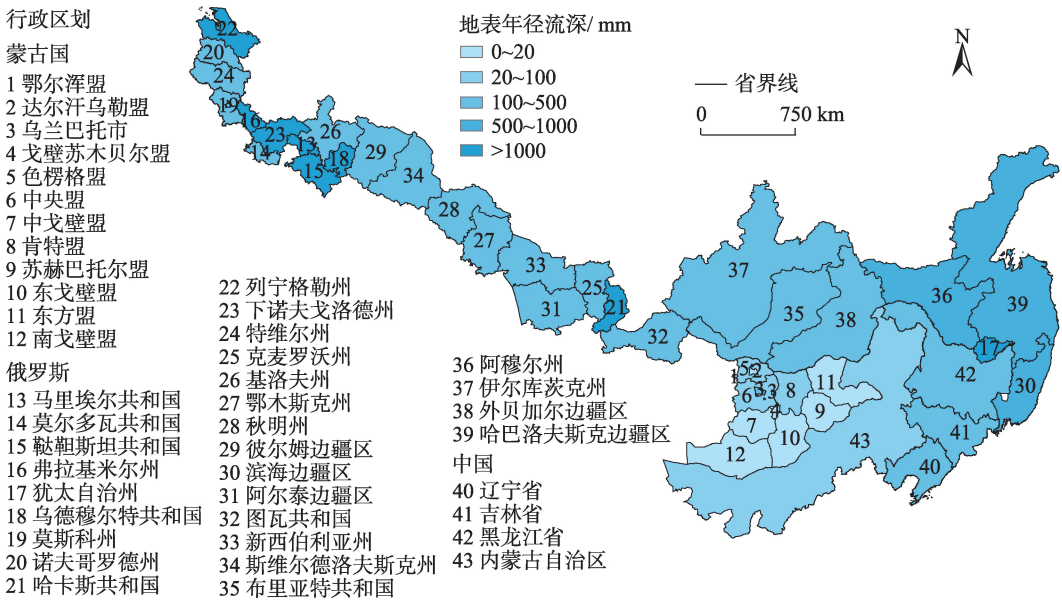 行政区划
蒙古国
1 鄂尔浑盟
2 达尔汗乌勒盟
3 乌兰巴托市
4 戈壁苏木贝尔盟
5 色楞格盟
6 中央盟
7 中戈壁盟
8 肯特盟
9 苏赫巴托尔盟
10 东戈壁盟
11 东方盟
12 南戈壁盟
俄罗斯
13 马里埃尔共和国
14 莫尔多瓦共和国
15 鞑靼斯坦共和国
16 弗拉基米尔州
17 犹太自治州
18 乌德穆尔特共和国
19 莫斯科州
20 诺夫哥罗德州
21 哈卡斯共和国
22 列宁格勒州
23 下诺夫戈洛德州
24 特维尔州
25 克麦罗沃州
26 基洛夫州
27 鄂木斯克州
28 秋明州
29 彼尔姆边疆区
30 滨海边疆区
31 阿尔泰边疆区
32 图瓦共和国
33 新西伯利亚州
34 斯维尔德洛夫斯克州
35 布里亚特共和国
36 阿穆尔州
37 伊尔库茨克州
38 外贝加尔边疆区
39 哈巴洛夫斯克边疆区
中国
40 辽宁省
41 吉林省
42 黑龙江省
43 内蒙古自治区
地表年径流深/ mm
0~20
20~100
100~500
500~1000
>1000
省界线
0 750 km
N
22
20
24
19
16
23
13
14
15
18
26
29
34
28
27
33
31
25
21
32
37
35
38
36
39
17
42
30
41
40
43
1
5
2
3
3
6
8
11
4
9
7
10
12